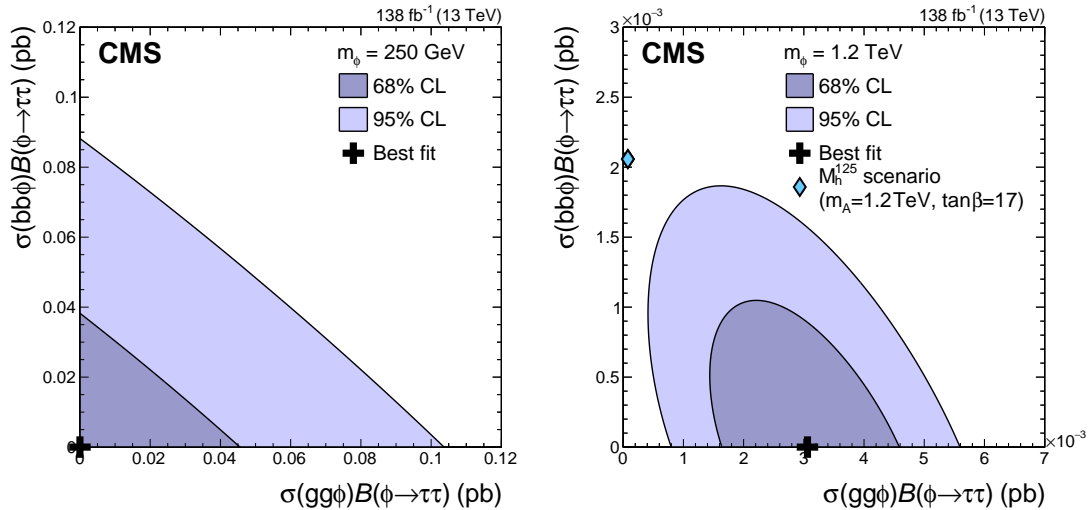 138 fb⁻¹ (13 TeV)
CMS
m_ϕ = 250 GeV
68% CL
95% CL
Best fit
σ(bbϕ)B(ϕ→ττ) (pb)
0.12
0.1
0.08
0.06
0.04
0.02
0
0 0.02 0.04 0.06 0.08 0.1 0.12
σ(ggϕ)B(ϕ→ττ) (pb)
×10⁻³
138 fb⁻¹ (13 TeV)
CMS
m_ϕ = 1.2 TeV
68% CL
95% CL
Best fit
M_h^125 scenario
(m_A=1.2TeV, tanβ=17)
σ(bbϕ)B(ϕ→ττ) (pb)
3
2.5
2
1.5
1
0.5
0
0 1 2 3 4 5 6 7
×10⁻³
σ(ggϕ)B(ϕ→ττ) (pb)